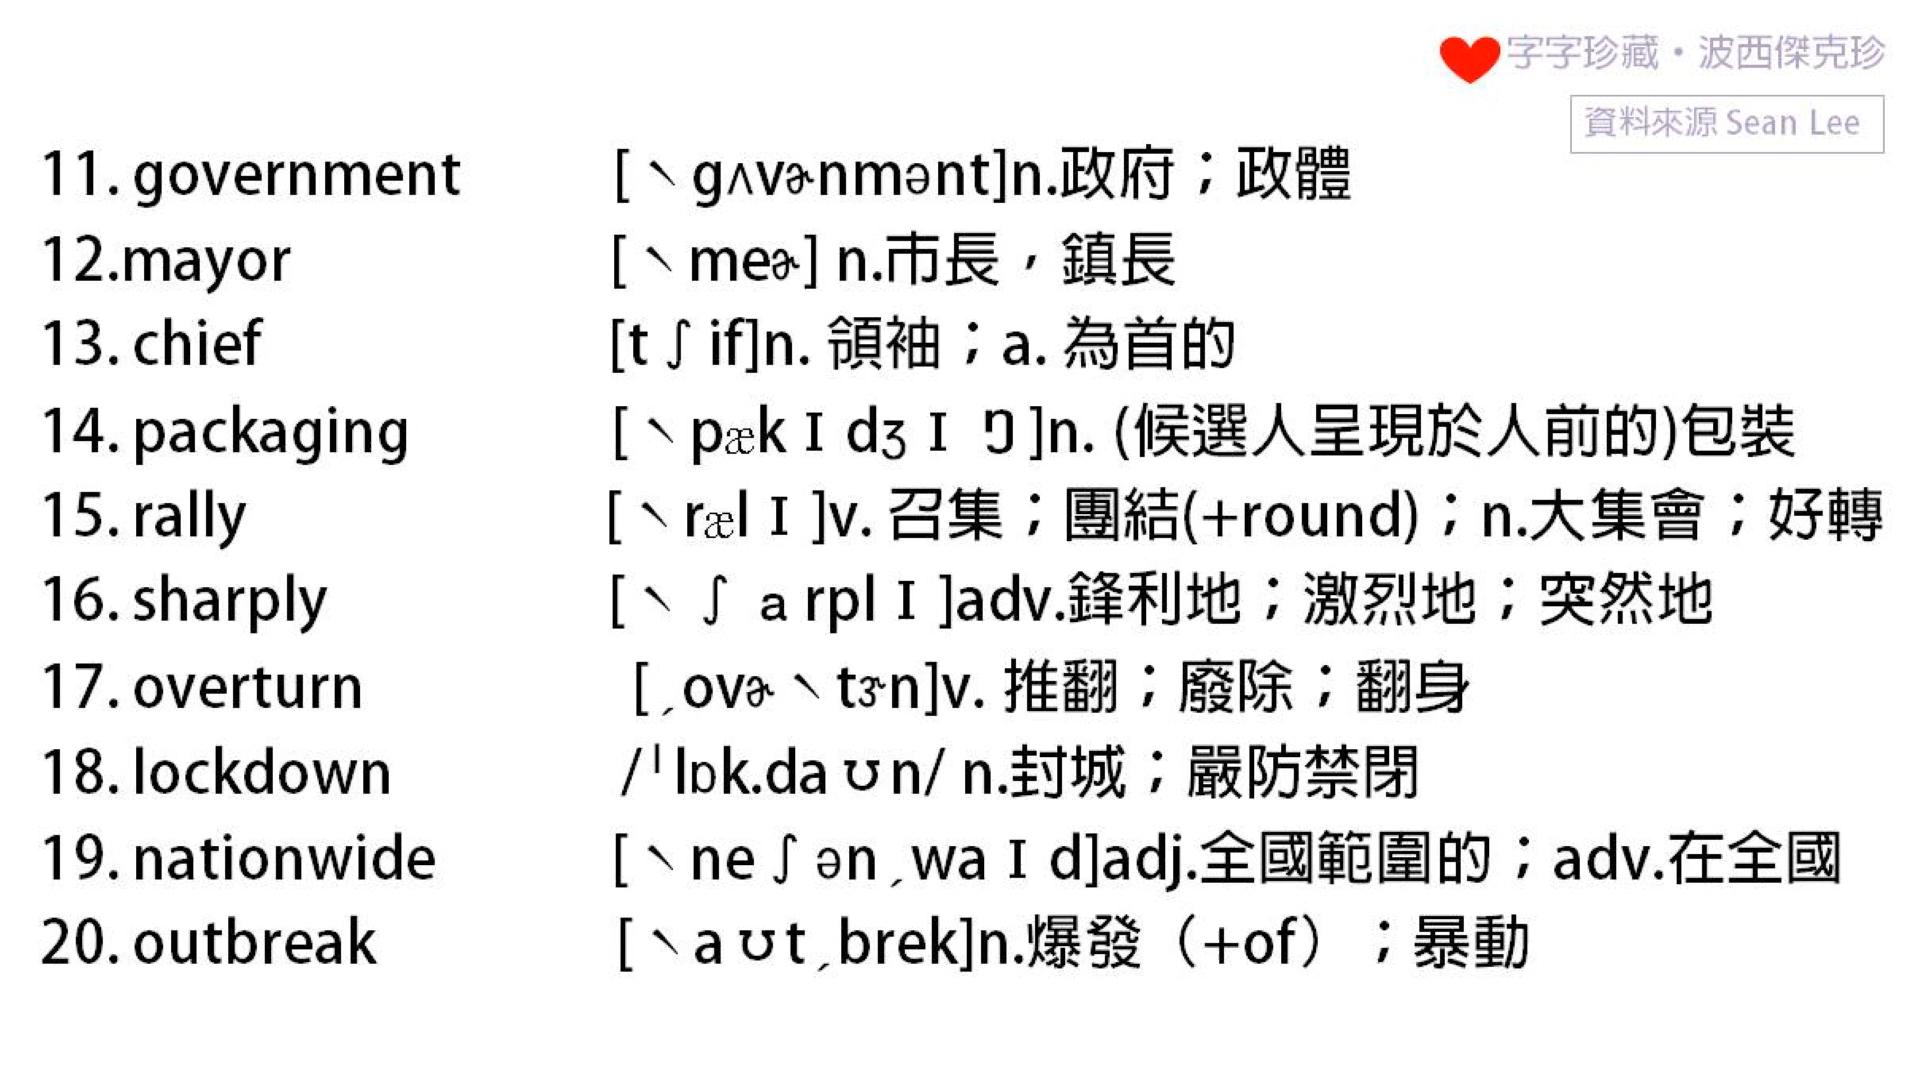 字字珍藏・波西傑克珍
資料來源 Sean Lee
11. government [ˋgʌvɚnmənt]n.政府；政體
12.mayor [ˋmeɚ] n.市長，鎮長
13. chief [tʃif]n. 領袖；a. 為首的
14. packaging [ˋpækɪdʒɪŋ]n. (候選人呈現於人前的)包裝
15. rally [ˋrælɪ]v. 召集；團結(+round)；n.大集會；好轉
16. sharply [ˋʃarplɪ]adv.鋒利地；激烈地；突然地
17. overturn [ˏovɚˋtɝn]v. 推翻；廢除；翻身
18. lockdown /ˈlɒk.daʊn/ n.封城；嚴防禁閉
19. nationwide [ˋneʃənˏwaɪd]adj.全國範圍的；adv.在全國
20. outbreak [ˋaʊtˏbrek]n.爆發（+of）；暴動